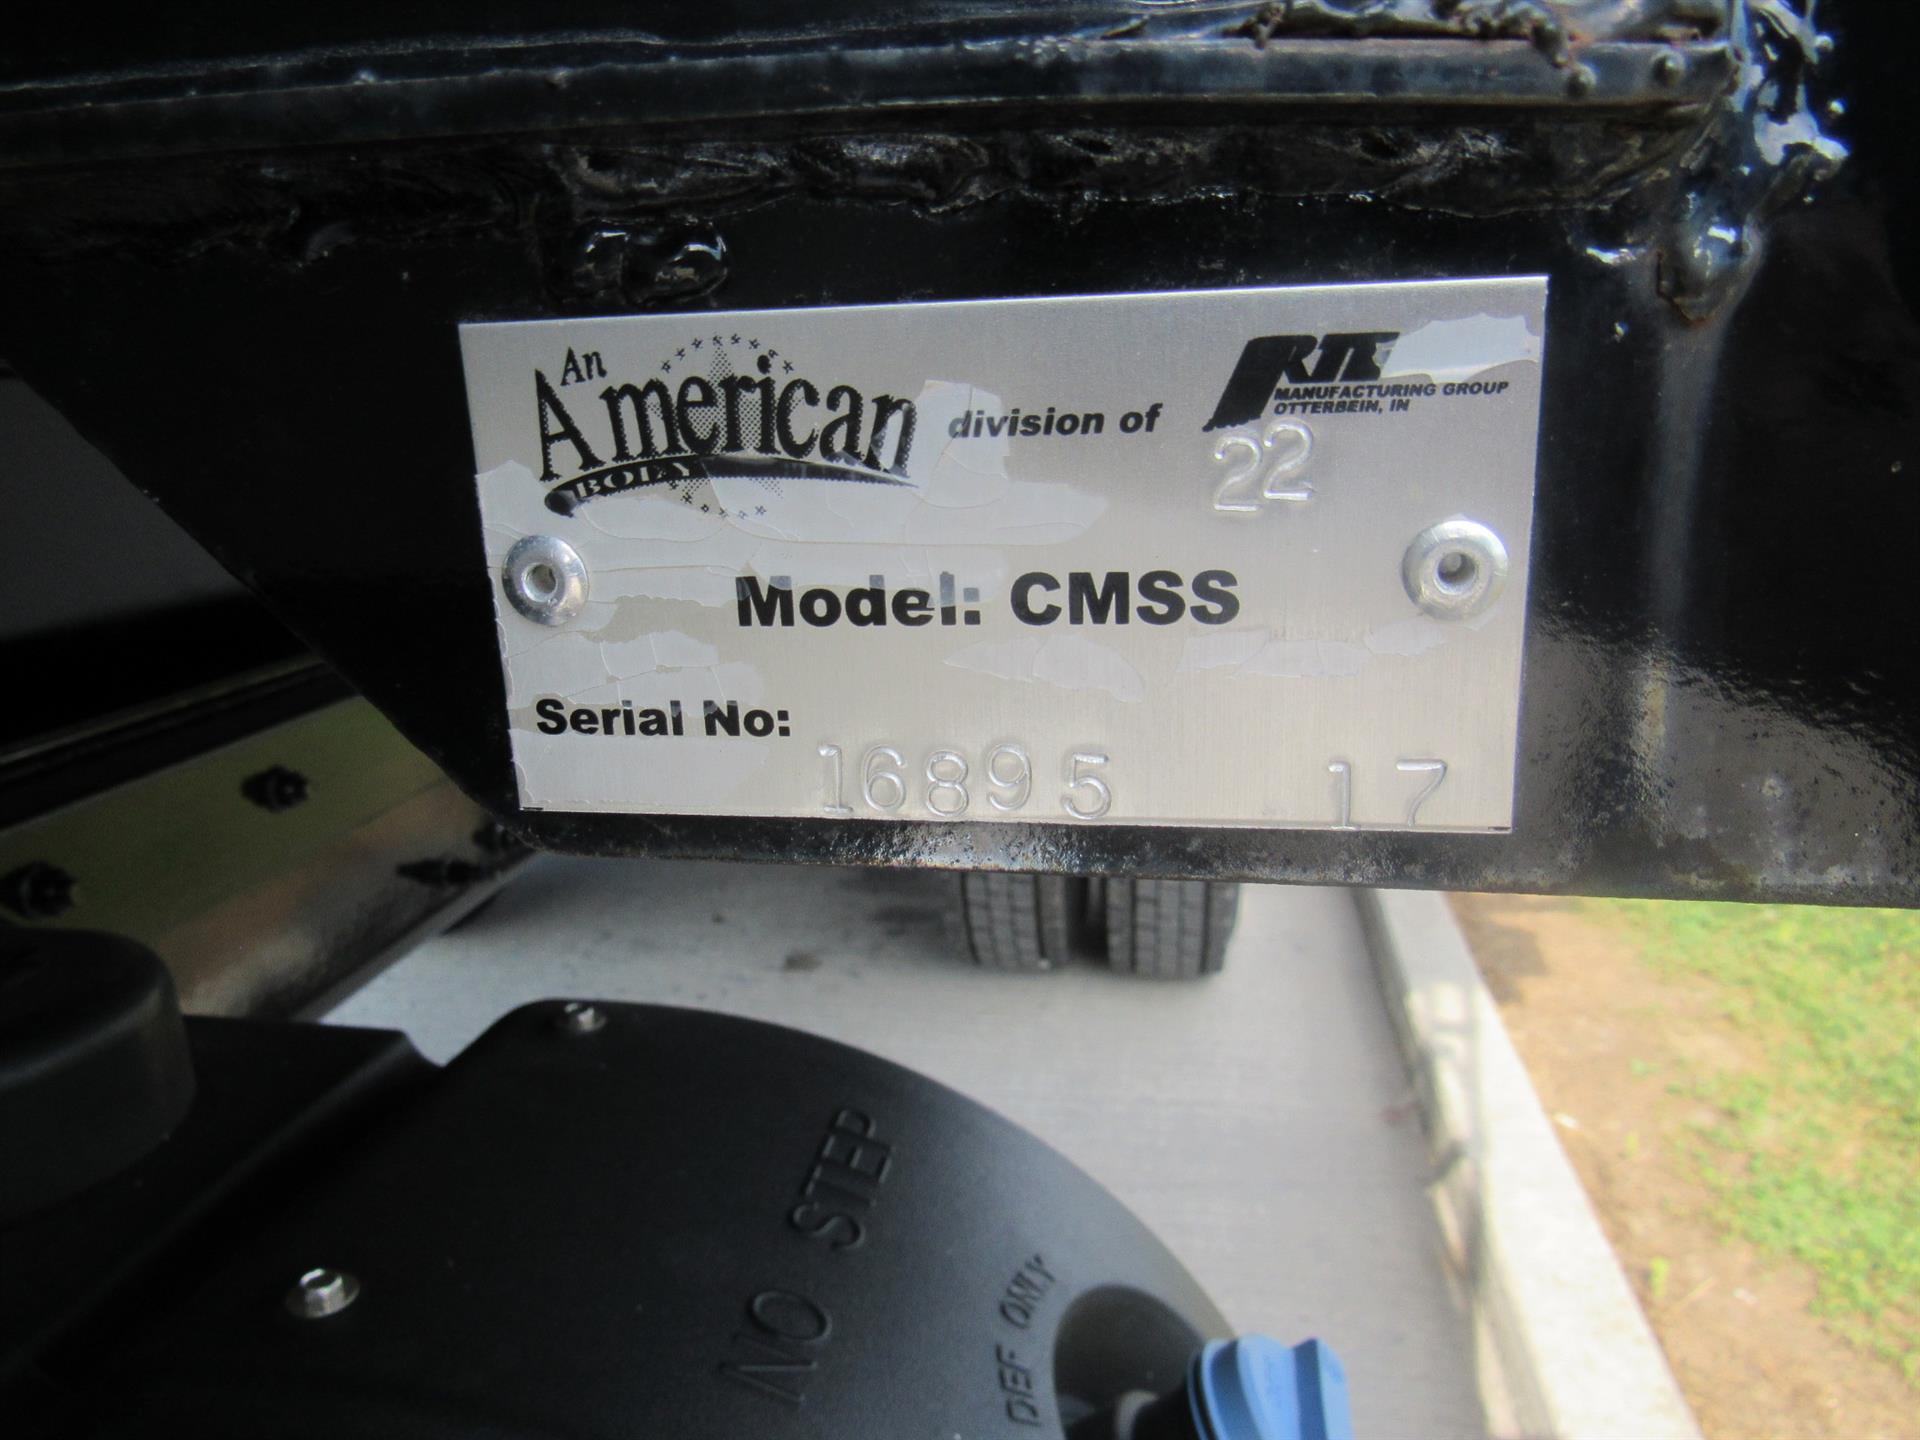 An
American
BODY
division of
MANUFACTURING GROUP
OTTERBEIN, IN
22
Model: CMSS
Serial No:
16895 17
NO STEP
DEF ONLY